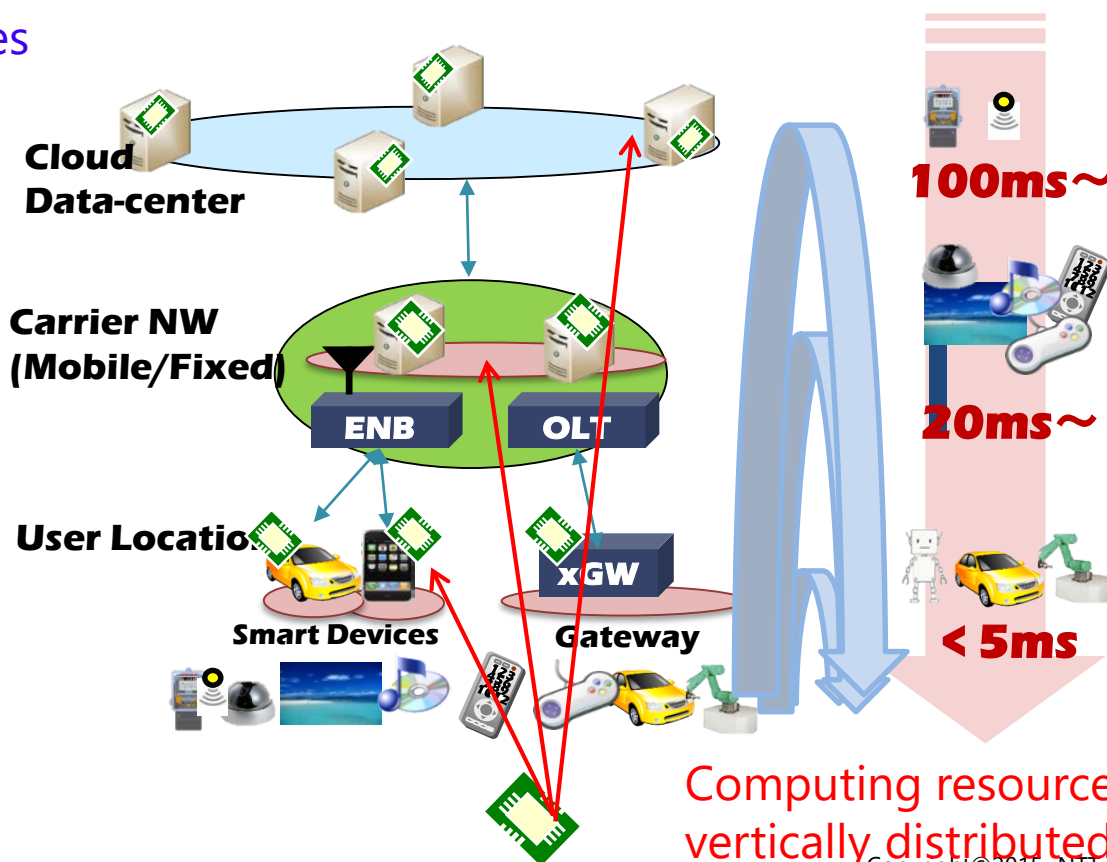 es
Cloud
Data-center
100ms～
Carrier NW
(Mobile/Fixed)
ENB
OLT
20ms～
User Location
xGW
Smart Devices
Gateway
< 5ms
Computing resource
vertically distributed